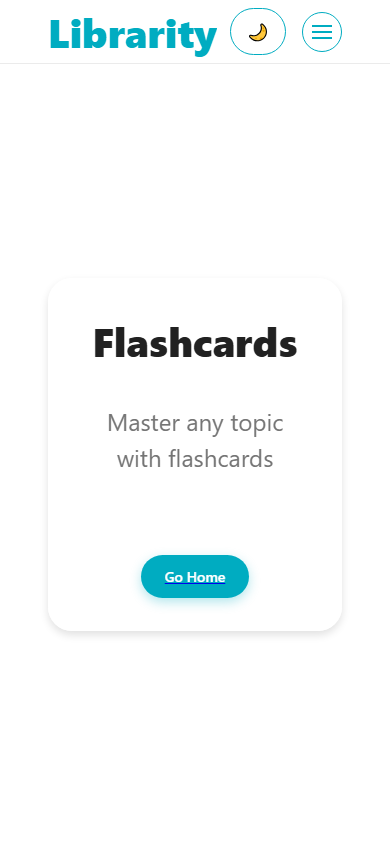 Librarity
Flashcards
Master any topic
with flashcards
Go Home